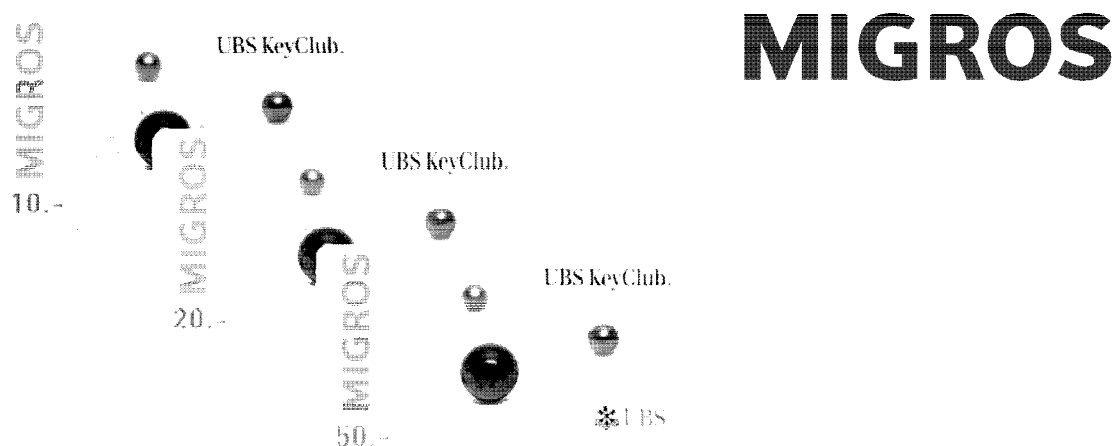 MIGROS
UBS KeyClub.
MIGROS
10.-
MIGROS
UBS KeyClub.
20.-
MIGROS
UBS KeyClub.
50.-
UBS